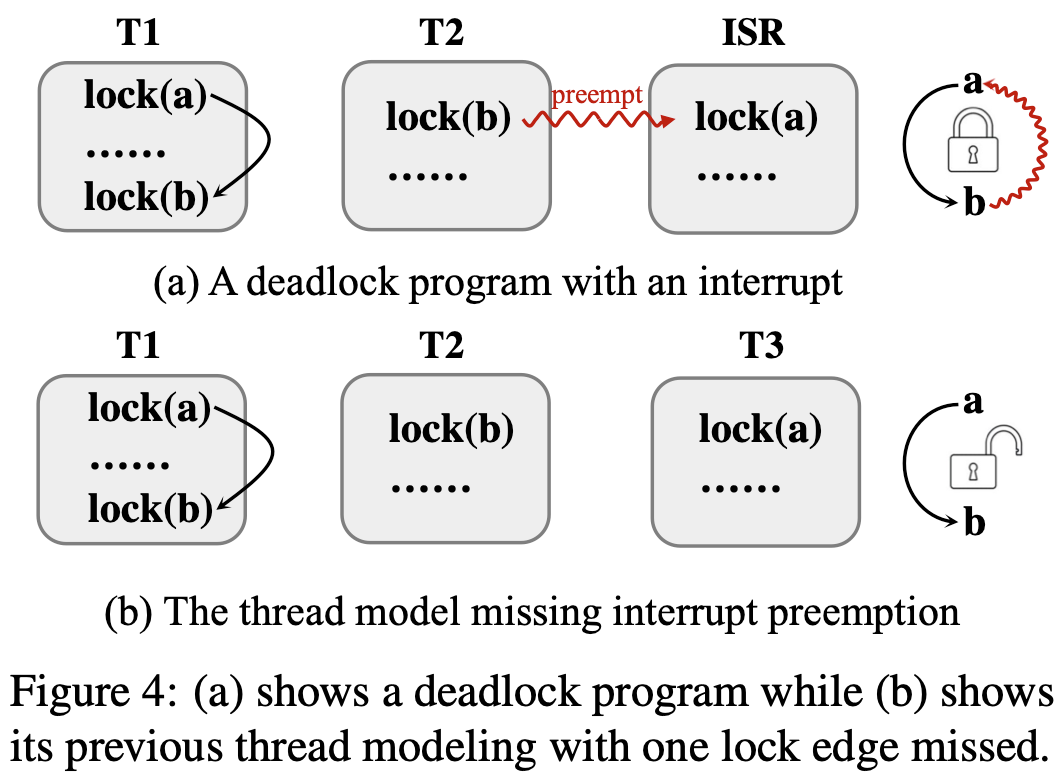 T1 T2 ISR
lock(a)
......
lock(b)
lock(b)
......
preempt
lock(a)
......
a
b
(a) A deadlock program with an interrupt
T1 T2 T3
lock(a)
......
lock(b)
lock(b)
......
lock(a)
......
a
b
(b) The thread model missing interrupt preemption
Figure 4: (a) shows a deadlock program while (b) shows
its previous thread modeling with one lock edge missed.